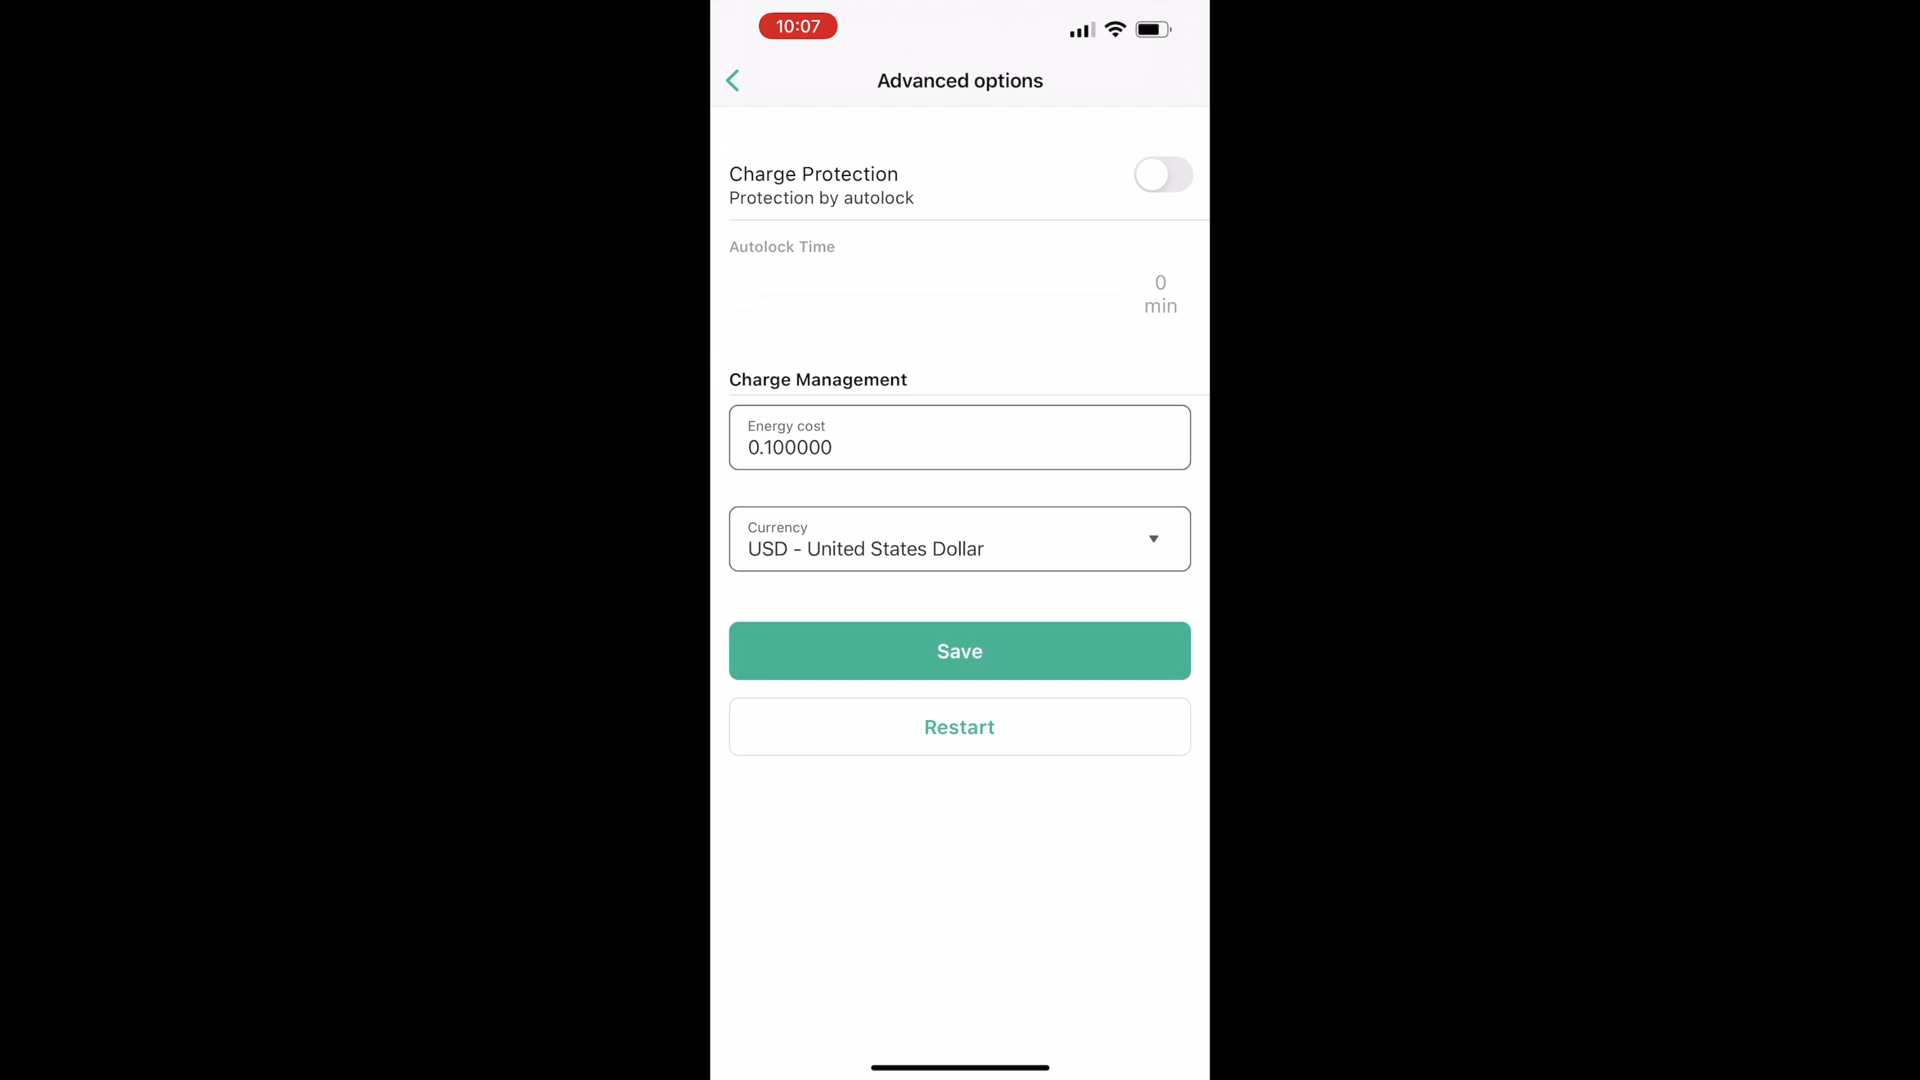 10:07
Advanced options
Charge Protection
Protection by autolock
Autolock Time
0
min
Charge Management
Energy cost
0.100000
Currency
USD - United States Dollar
Save
Restart